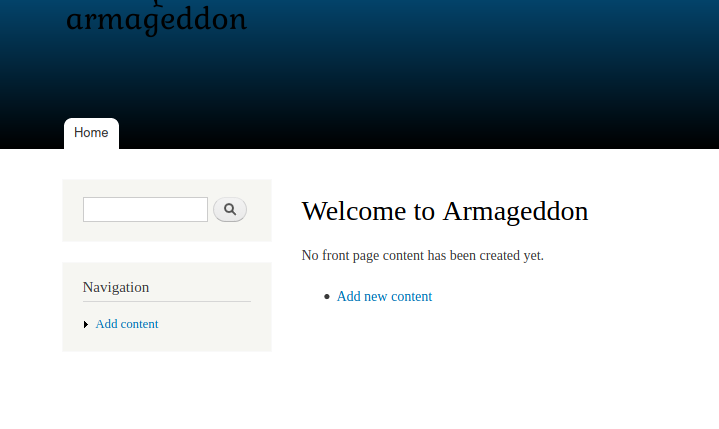 armageddon
Home
Welcome to Armageddon
No front page content has been created yet.
Add new content
Navigation
Add content